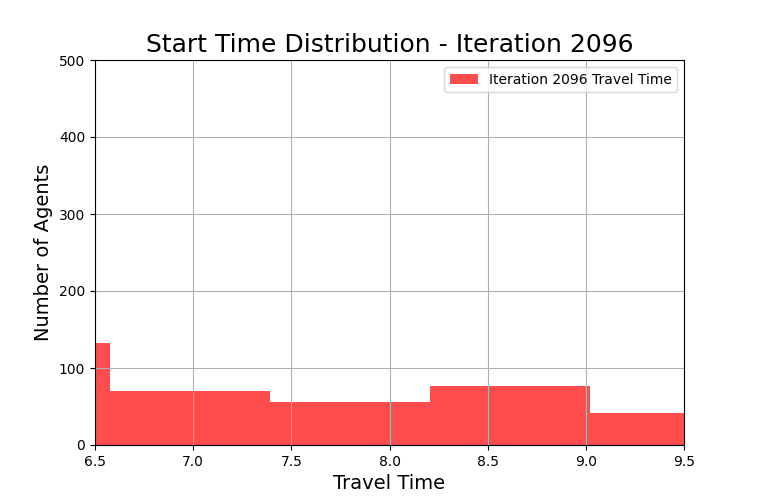 Start Time Distribution - Iteration 2096
Iteration 2096 Travel Time
Number of Agents
500
400
300
200
100
0
6.5 7.0 7.5 8.0 8.5 9.0 9.5
Travel Time